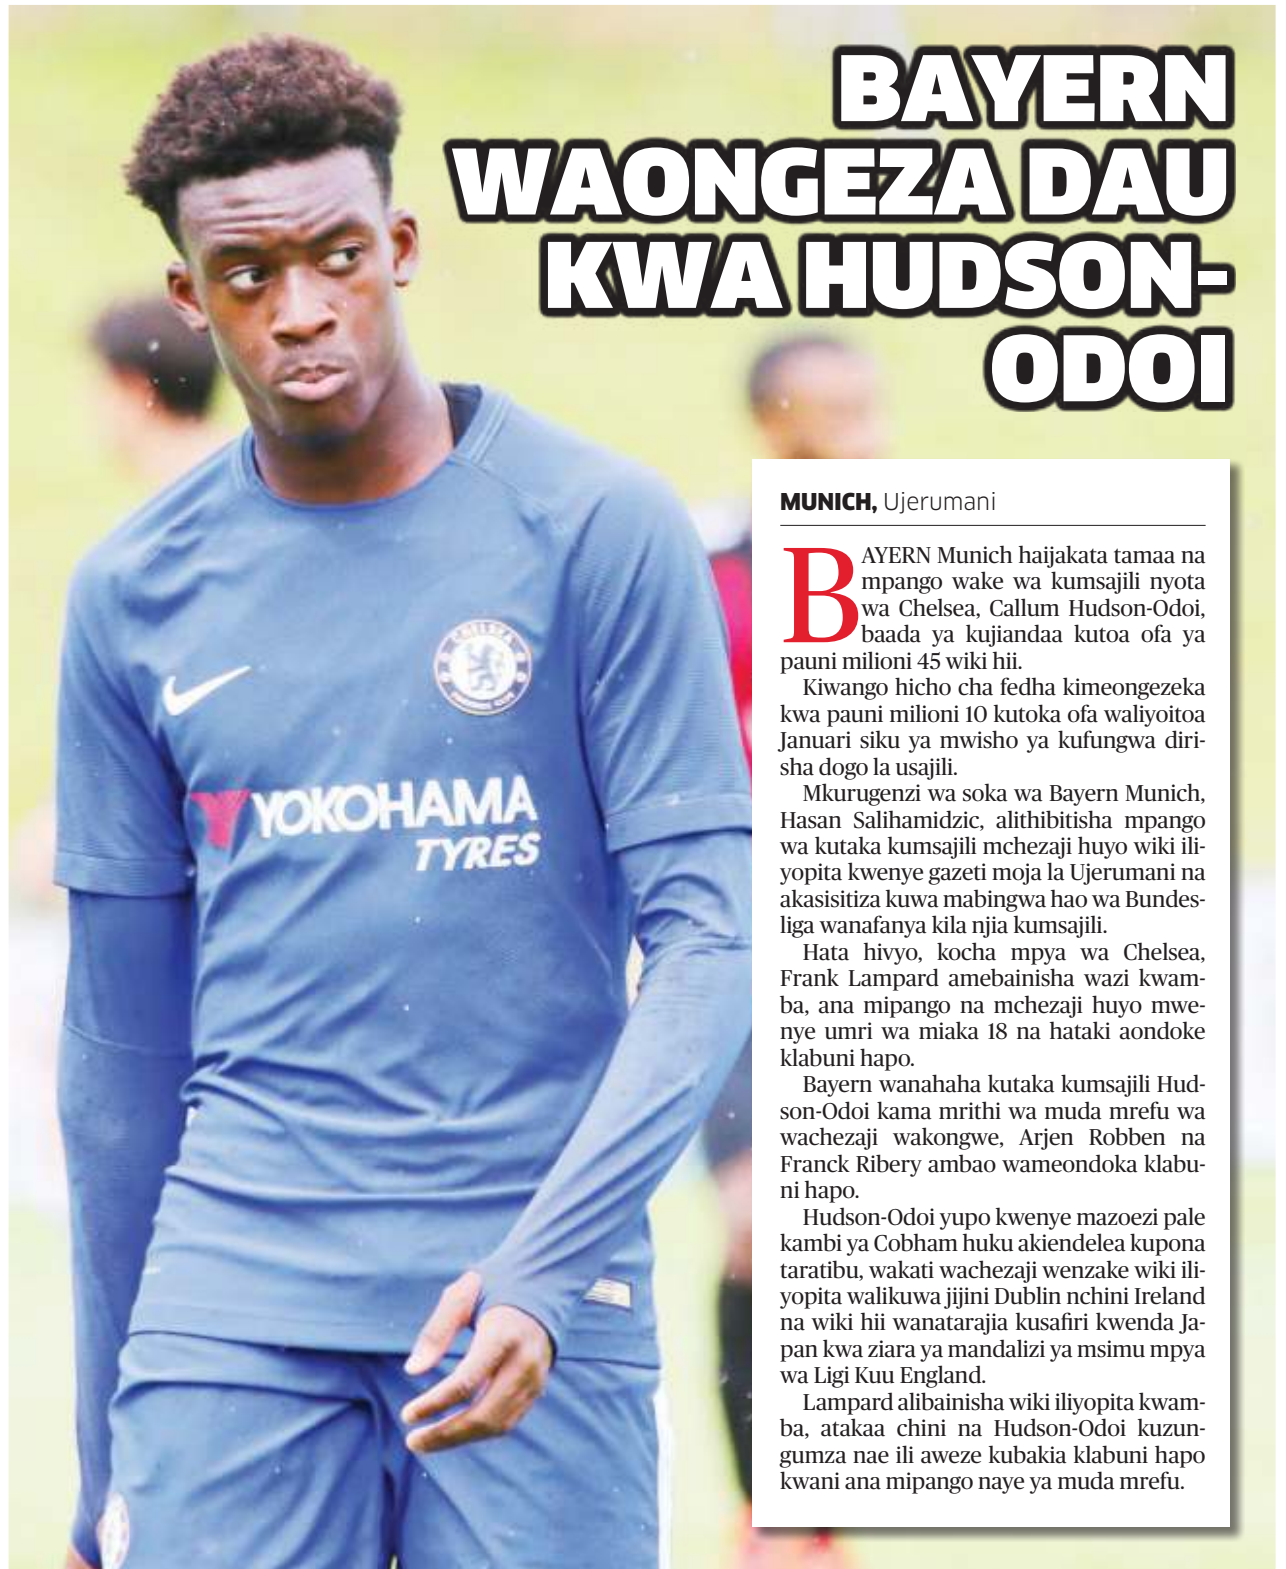 BAYERN
WAONGEZA DAU
KWA HUDSON-
ODOI
MUNICH, Ujerumani
BAYERN Munich haijakata tamaa na
mpango wake wa kumsajili nyota
wa Chelsea, Callum Hudson-Odoi,
baada ya kujiandaa kutoa ofa ya
pauni milioni 45 wiki hii.
Kiwango hicho cha fedha kimeongezeka
kwa pauni milioni 10 kutoka ofa waliyoitoa
Januari siku ya mwisho ya kufungwa diri-
sha dogo la usajili.
Mkurugenzi wa soka wa Bayern Munich,
Hasan Salihamidzic, alithibitisha mpango
wa kutaka kumsajili mchezaji huyo wiki ili-
yopita kwenye gazeti moja la Ujerumani na
akasisitiza kuwa mabingwa hao wa Bundes-
liga wanafanya kila njia kumsajili.
Hata hivyo, kocha mpya wa Chelsea,
Frank Lampard amebainisha wazi kwam-
ba, ana mipango na mchezaji huyo mwe-
nye umri wa miaka 18 na hataki aondoke
klabuni hapo.
Bayern wanahaha kutaka kumsajili Hud-
son-Odoi kama mrithi wa muda mrefu wa
wachezaji wakongwe, Arjen Robben na
Franck Ribery ambao wameondoka klabu-
ni hapo.
Hudson-Odoi yupo kwenye mazoezi pale
kambi ya Cobham huku akiendelea kupona
taratibu, wakati wachezaji wenzake wiki ili-
yopita walikuwa jijini Dublin nchini Ireland
na wiki hii wanatarajia kusafiri kwenda Ja-
pan kwa ziara ya mandalizi ya msimu mpya
wa Ligi Kuu England.
Lampard alibainisha wiki iliyopita kwam-
ba, atakaa chini na Hudson-Odoi kuzun-
gumza nae ili aweze kubakia klabuni hapo
kwani ana mipango naye ya muda mrefu.
CHELSEA
FOOTBALL CLUB
YOKOHAMA
TYRES